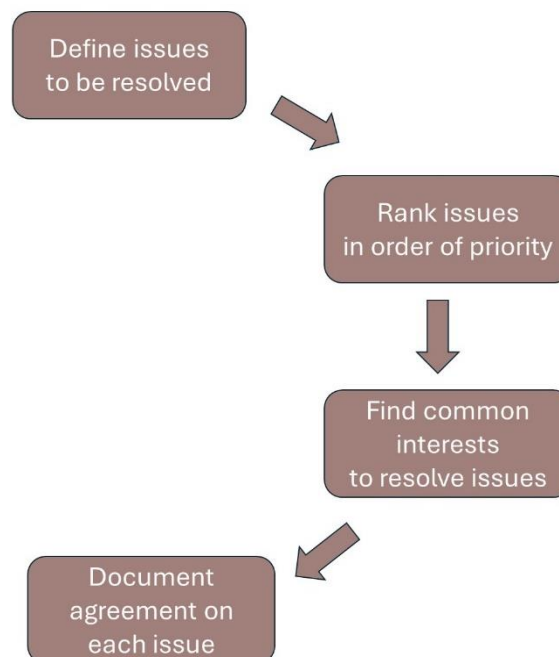 Define issues
to be resolved
Rank issues
in order of priority
Find common
interests
to resolve issues
Document
agreement on
each issue